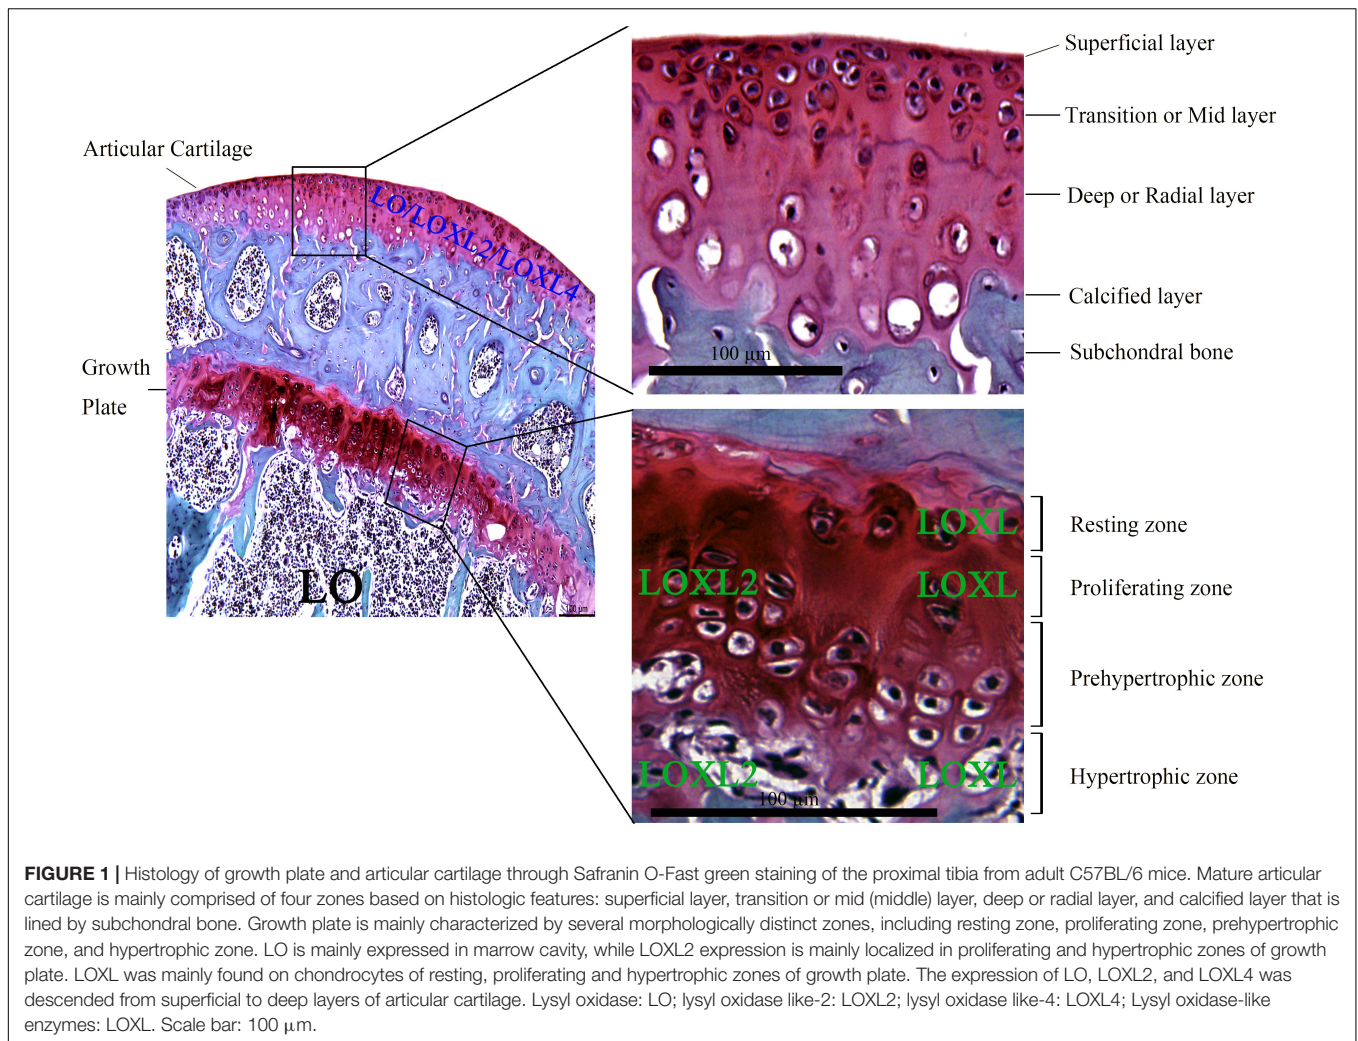 Articular Cartilage
LO/LOXL2/LOXL4
Growth
Plate
LO
100 μm
Superficial layer
Transition or Mid layer
Deep or Radial layer
Calcified layer
Subchondral bone
100 μm
LOXL
LOXL2
LOXL
LOXL2
LOXL
100 μm
Resting zone
Proliferating zone
Prehypertrophic zone
Hypertrophic zone
FIGURE 1 | Histology of growth plate and articular cartilage through Safranin O-Fast green staining of the proximal tibia from adult C57BL/6 mice. Mature articular
cartilage is mainly comprised of four zones based on histologic features: superficial layer, transition or mid (middle) layer, deep or radial layer, and calcified layer that is
lined by subchondral bone. Growth plate is mainly characterized by several morphologically distinct zones, including resting zone, proliferating zone, prehypertrophic
zone, and hypertrophic zone. LO is mainly expressed in marrow cavity, while LOXL2 expression is mainly localized in proliferating and hypertrophic zones of growth
plate. LOXL was mainly found on chondrocytes of resting, proliferating and hypertrophic zones of growth plate. The expression of LO, LOXL2, and LOXL4 was
descended from superficial to deep layers of articular cartilage. Lysyl oxidase: LO; lysyl oxidase like-2: LOXL2; lysyl oxidase like-4: LOXL4; Lysyl oxidase-like
enzymes: LOXL. Scale bar: 100 μm.